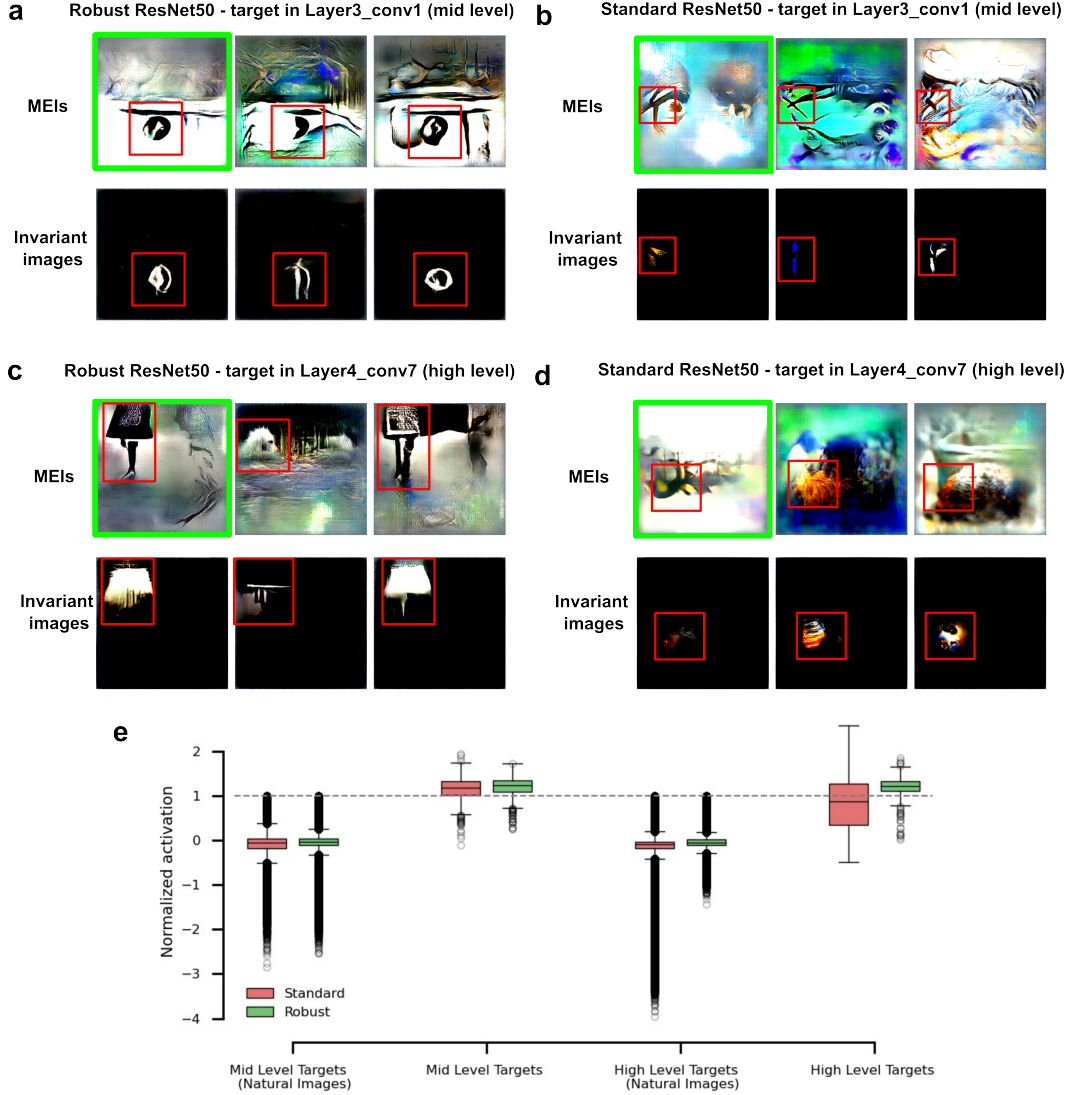 a
Robust ResNet50 - target in Layer3_conv1 (mid level)
MEIs
Invariant
images
b
Standard ResNet50 - target in Layer3_conv1 (mid level)
MEIs
Invariant
images
c
Robust ResNet50 - target in Layer4_conv7 (high level)
MEIs
Invariant
images
d
Standard ResNet50 - target in Layer4_conv7 (high level)
MEIs
Invariant
images
e
Normalized activation
2
1
0
−1
−2
−3
−4
Standard
Robust
Mid Level Targets
(Natural Images)
Mid Level Targets
High Level Targets
(Natural Images)
High Level Targets